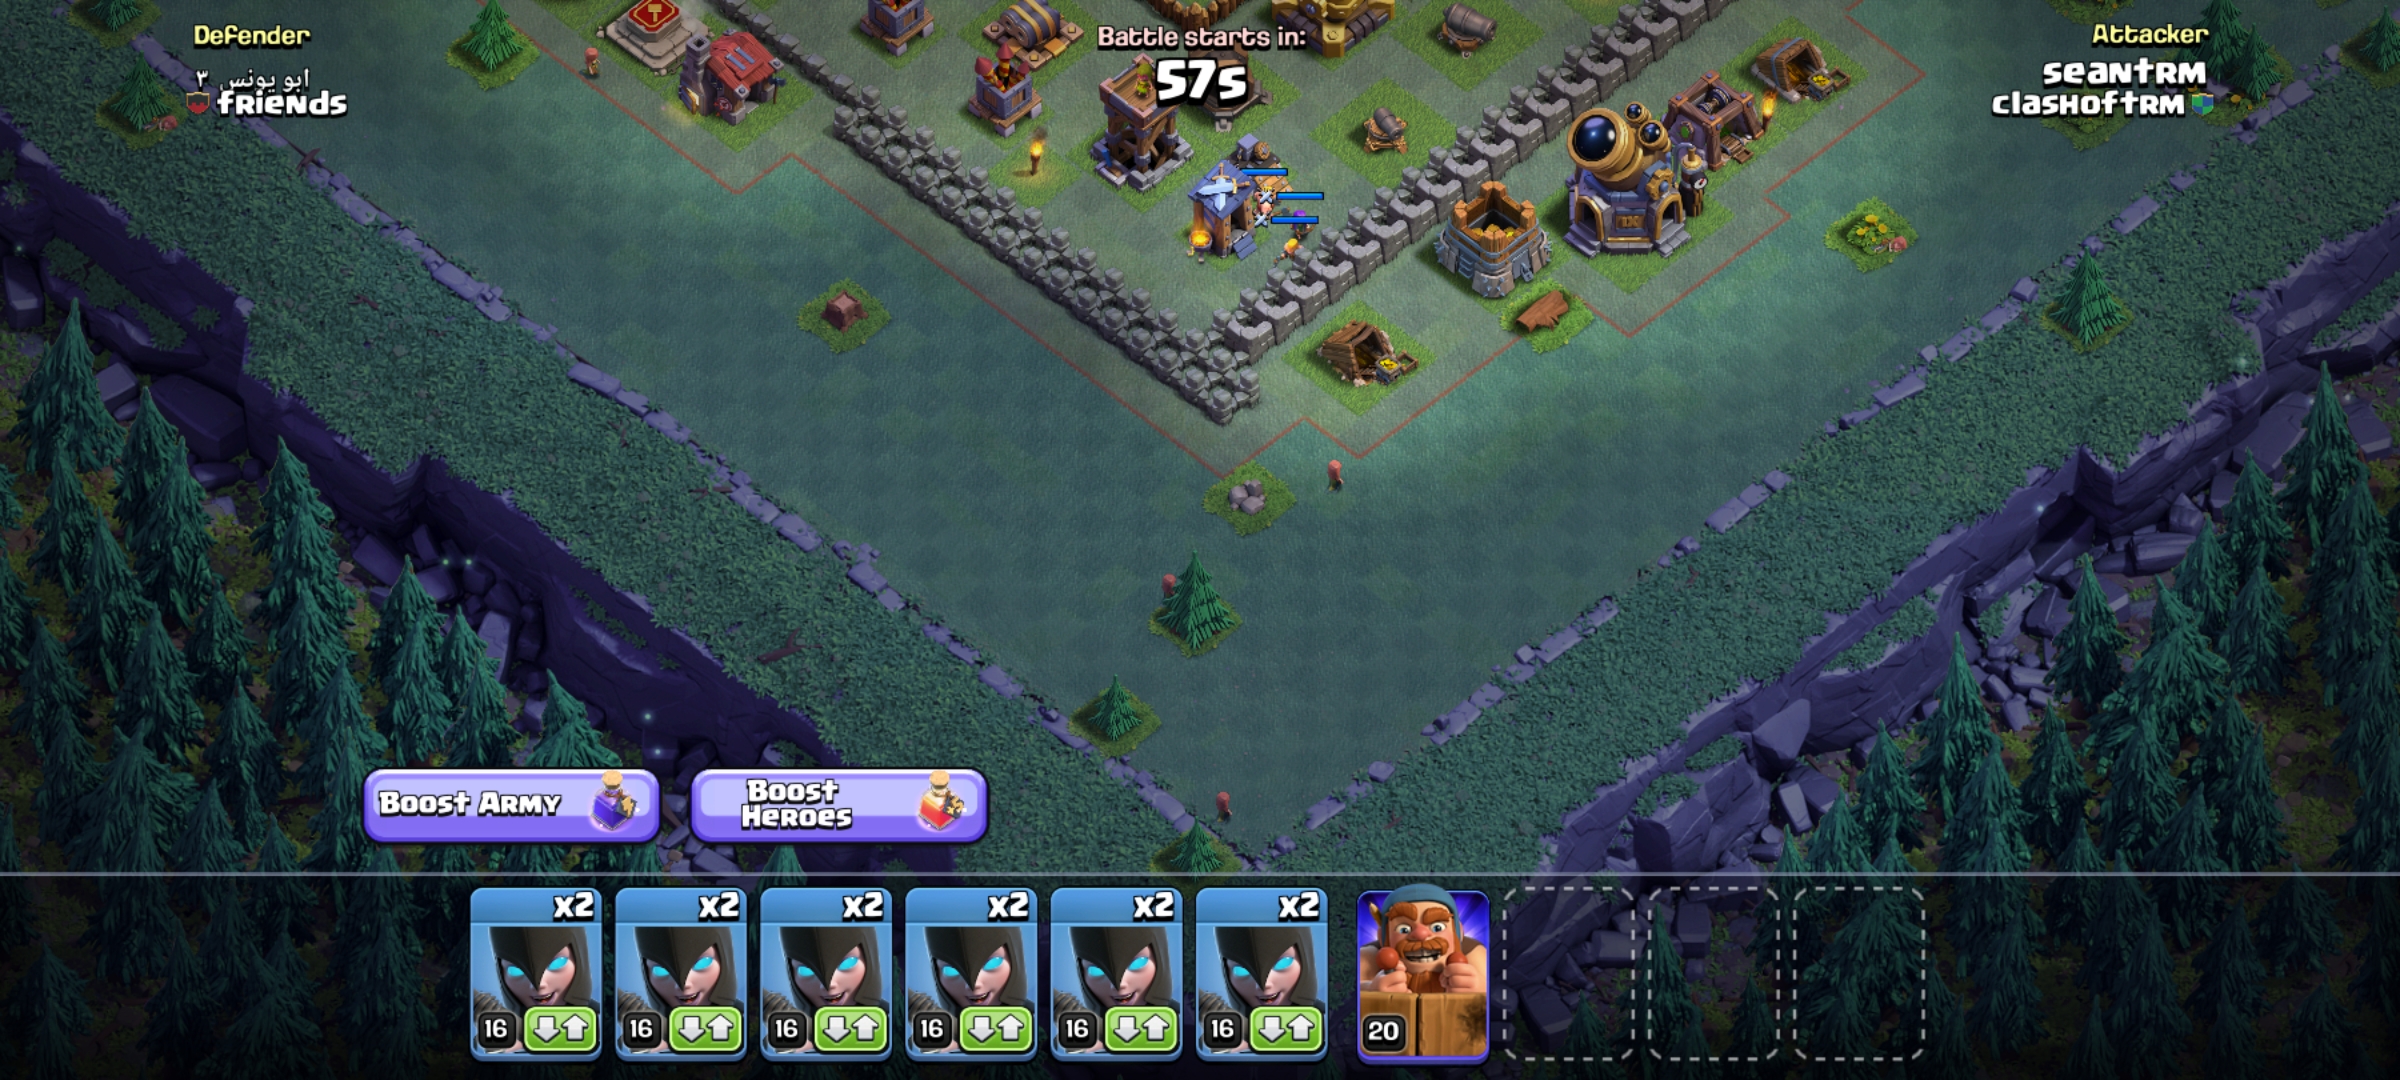 Defender
ابو يونس ٣
friends
Battle starts in:
57s
Attacker
seantRM
clashoftRM
Boost Army
Boost
Heroes
x2
x2
x2
x2
x2
x2
16
16
16
16
16
16
20